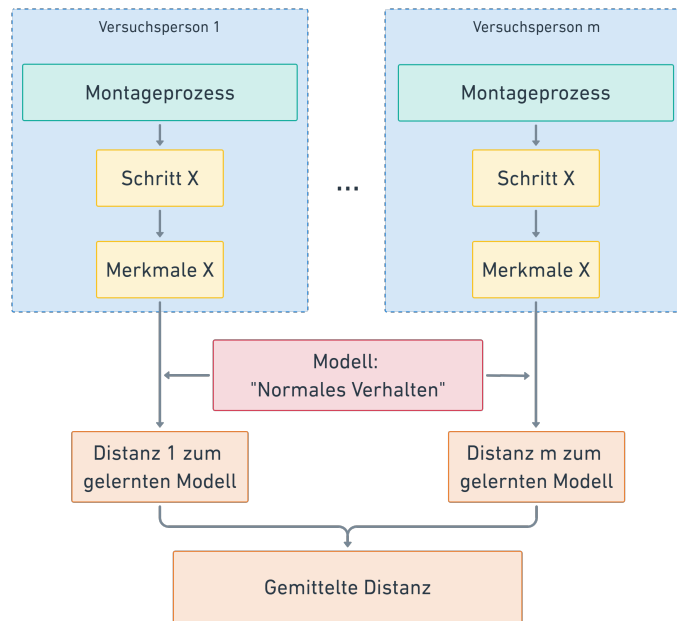 Versuchsperson 1
Versuchsperson m
Montageprozess
Montageprozess
Schritt X
...
Schritt X
Merkmale X
Merkmale X
Modell:
"Normales Verhalten"
Distanz 1 zum
gelernten Modell
Distanz m zum
gelernten Modell
Gemittelte Distanz